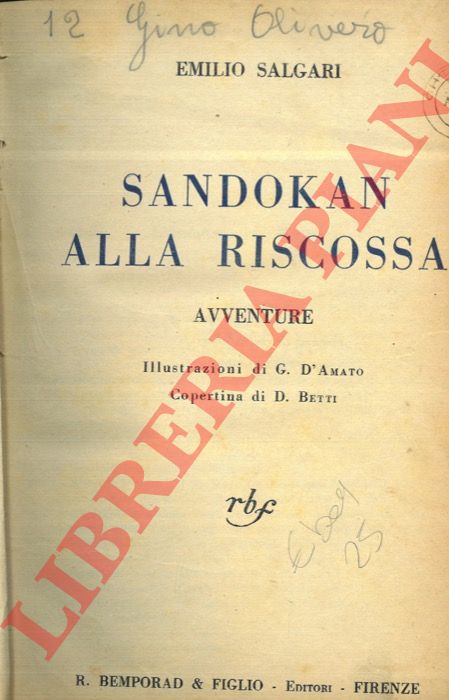 12 Gino Olivero
EMILIO SALGARI
SANDOKAN
ALLA RISCOSSA
AVVENTURE
Illustrazioni di G. D'AMATO
Copertina di D. BETTI
rbf
25
R. BEMPORAD & FIGLIO - EDITORI - FIRENZE
LIBRERIA PIANI